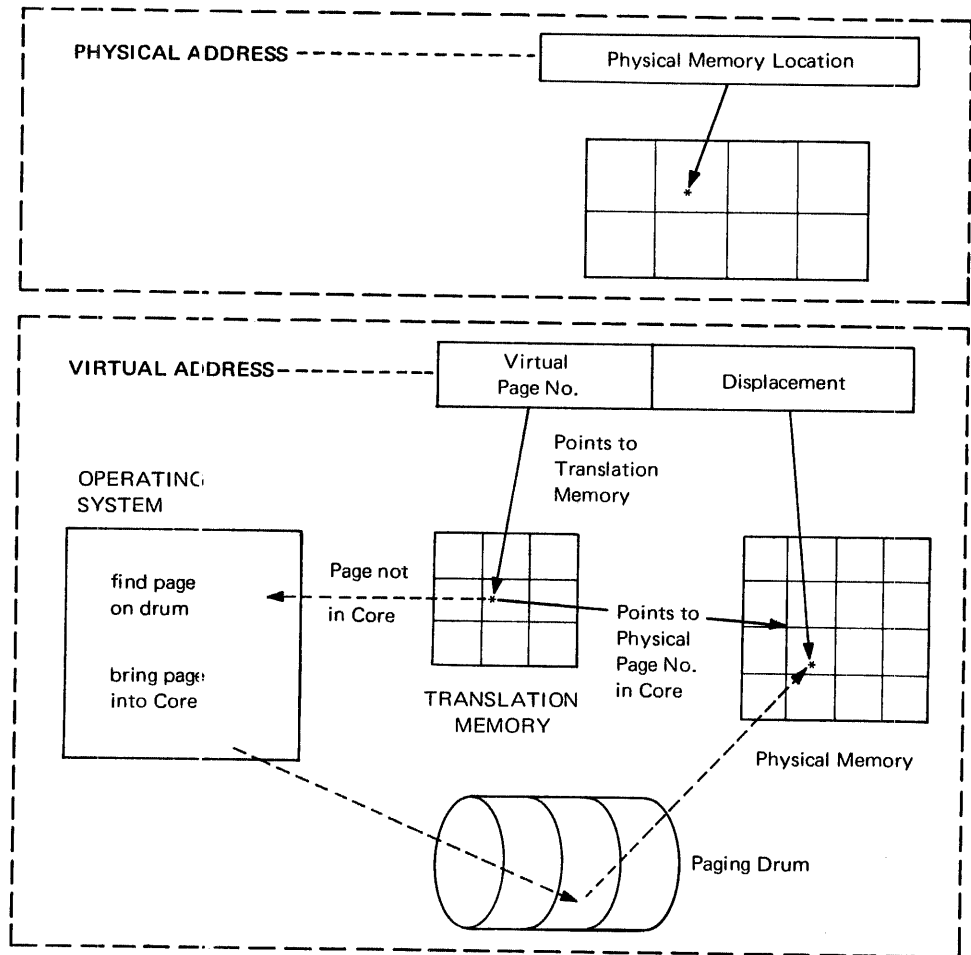 PHYSICAL ADDRESS
Physical Memory Location
*
VIRTUAL ADDRESS
Virtual
Page No.
Displacement
Points to
Translation
Memory
OPERATING
SYSTEM
find page
on drum
bring page
into Core
Page not
in Core
*
TRANSLATION
MEMORY
Points to
Physical
Page No.
in Core
*
Physical Memory
Paging Drum